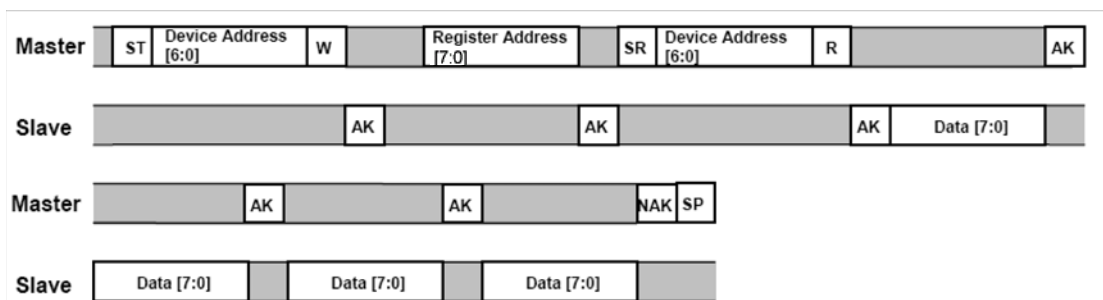 Master ST Device Address [6:0] W Register Address [7:0] SR Device Address [6:0] R AK
Slave AK AK AK Data [7:0]
Master AK AK NAK SP
Slave Data [7:0] Data [7:0] Data [7:0]